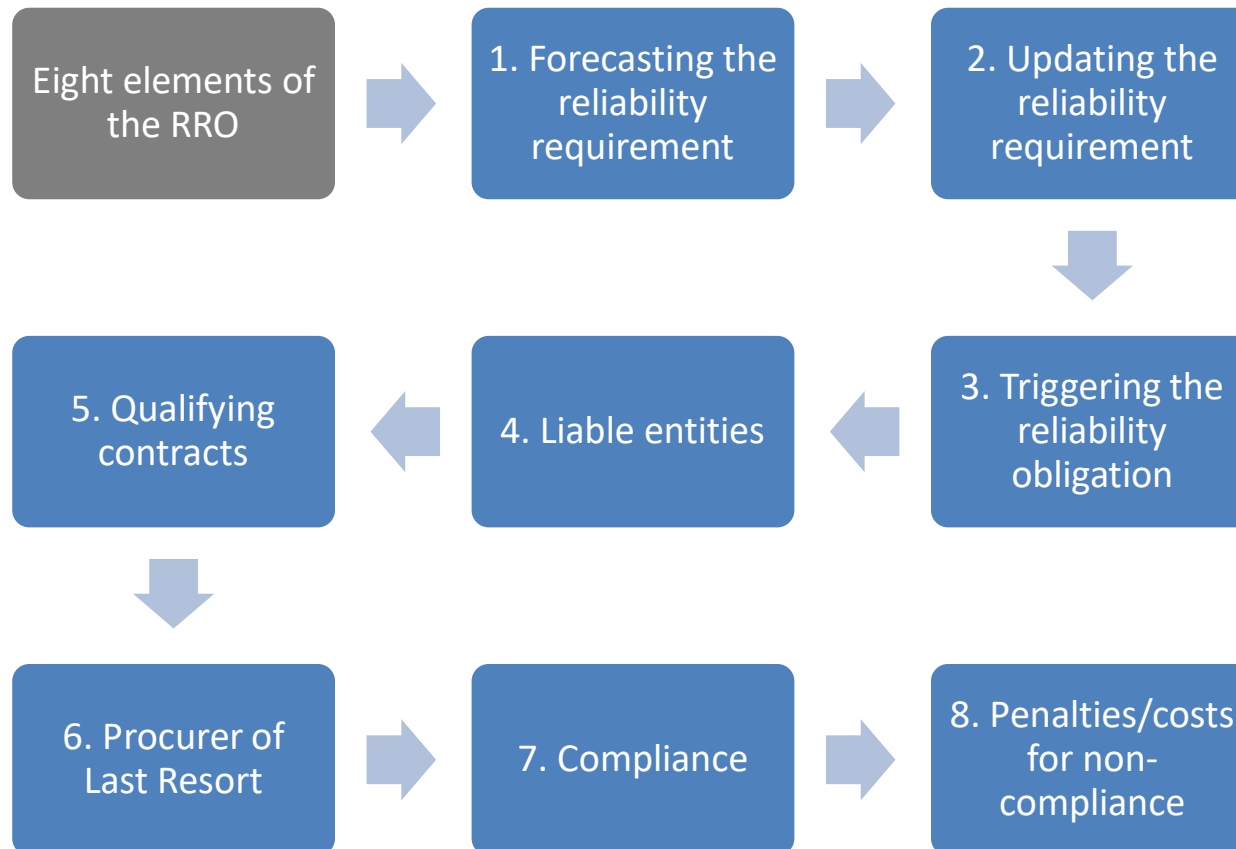 Eight elements of
the RRO
1. Forecasting the
reliability
requirement
2. Updating the
reliability
requirement
3. Triggering the
reliability
obligation
4. Liable entities
5. Qualifying
contracts
6. Procurer of
Last Resort
7. Compliance
8. Penalties/costs
for non-
compliance